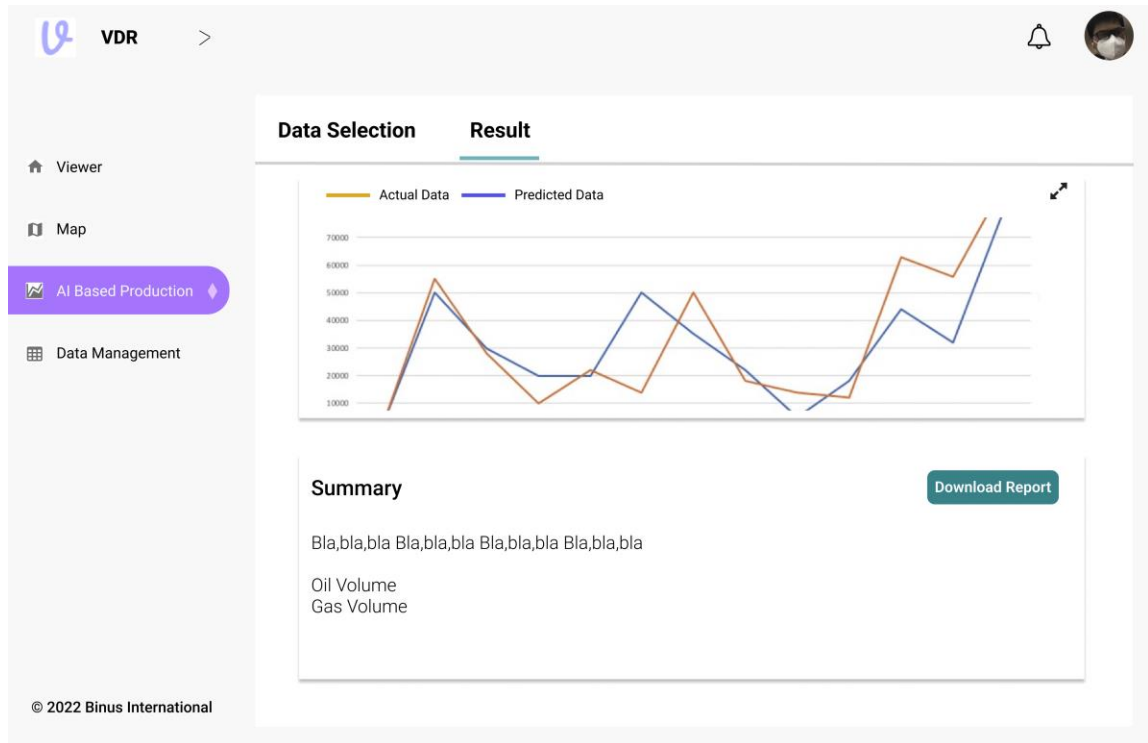 VDR >
Data Selection Result
Viewer
Map
AI Based Production
Data Management
Actual Data Predicted Data
70000
60000
50000
40000
30000
20000
10000
Summary
Download Report
Bla,bla,bla Bla,bla,bla Bla,bla,bla Bla,bla,bla
Oil Volume
Gas Volume
© 2022 Binus International